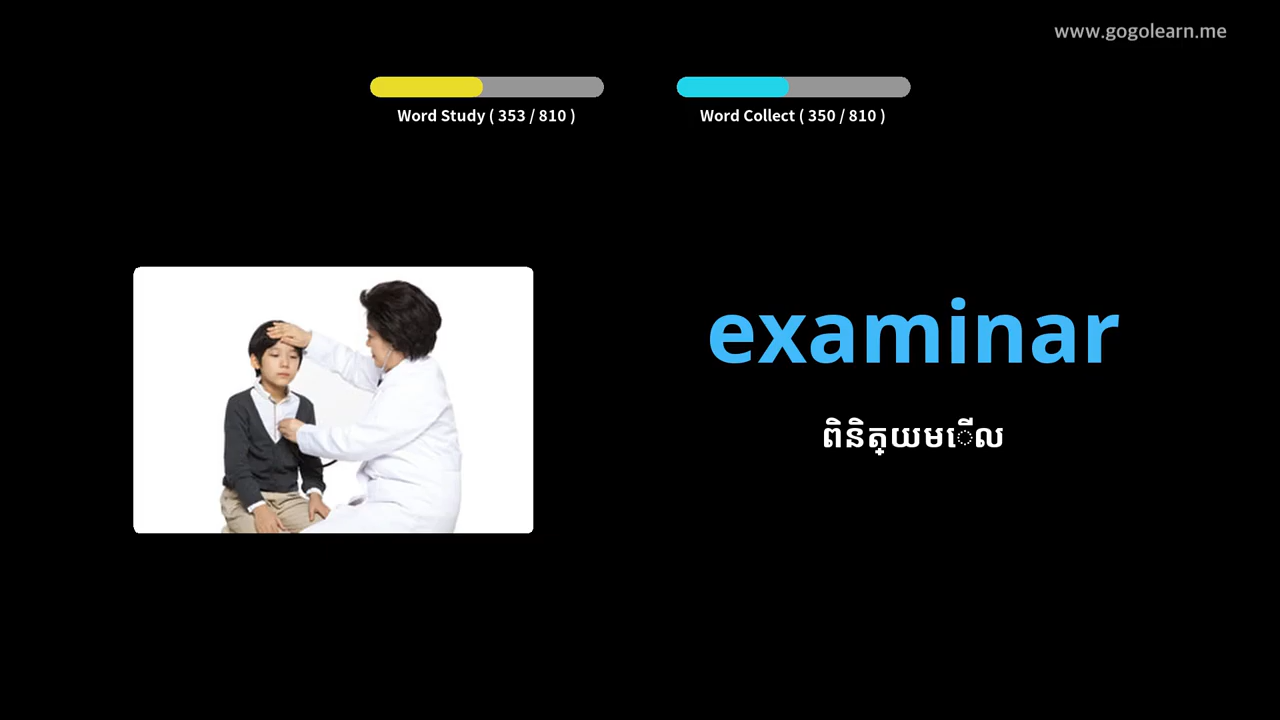 www.gogolearn.me
Word Study ( 353 / 810 )
Word Collect ( 350 / 810 )
examinar
ពិនិត្យមើល